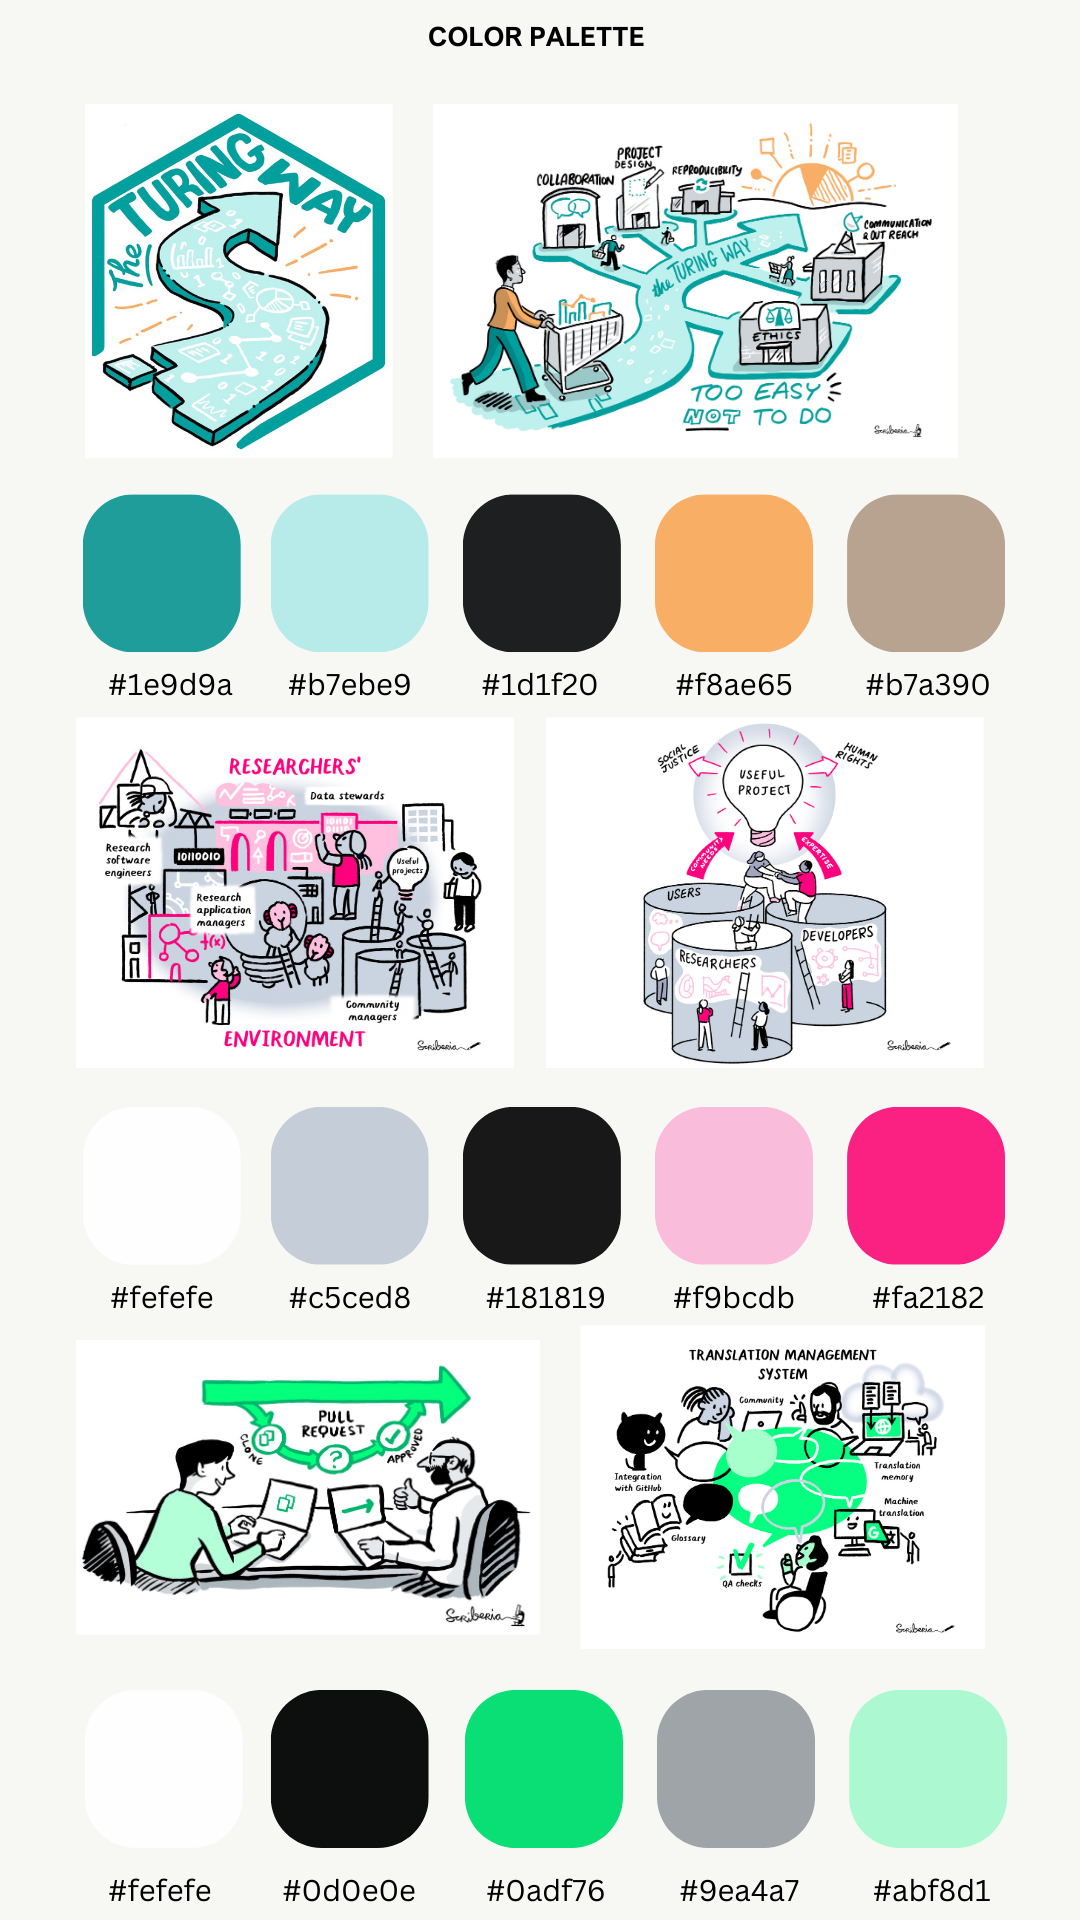 COLOR PALETTE
The
TURING WAY
COLLABORATION
PROJECT
DESIGN
REPRODUCIBILITY
COMMUNICATION
& OUT REACH
the TURING WAY
ETHICS
TOO EASY
NOT TO DO
Scriberia
#1e9d9a
#b7ebe9
#1d1f20
#f8ae65
#b7a390
RESEARCHERS'
Data stewards
Research
software
engineers
10110010
Useful
projects
Research
application
managers
f(x)
Community
managers
ENVIRONMENT
Scriberia
SOCIAL
JUSTICE
HUMAN
RIGHTS
USEFUL
PROJECT
COMMUNITY
NEEDS
EXPERTISE
USERS
DEVELOPERS
RESEARCHERS
Scriberia
#fefefe
#c5ced8
#181819
#f9bcdb
#fa2182
PULL
REQUEST
CLONE
?
APPROVED
Scriberia
TRANSLATION MANAGEMENT
SYSTEM
Community
Integration
with GitHub
Translation
memory
Machine
translation
G
Glossary
QA checks
Scriberia
#fefefe
#0d0e0e
#0adf76
#9ea4a7
#abf8d1